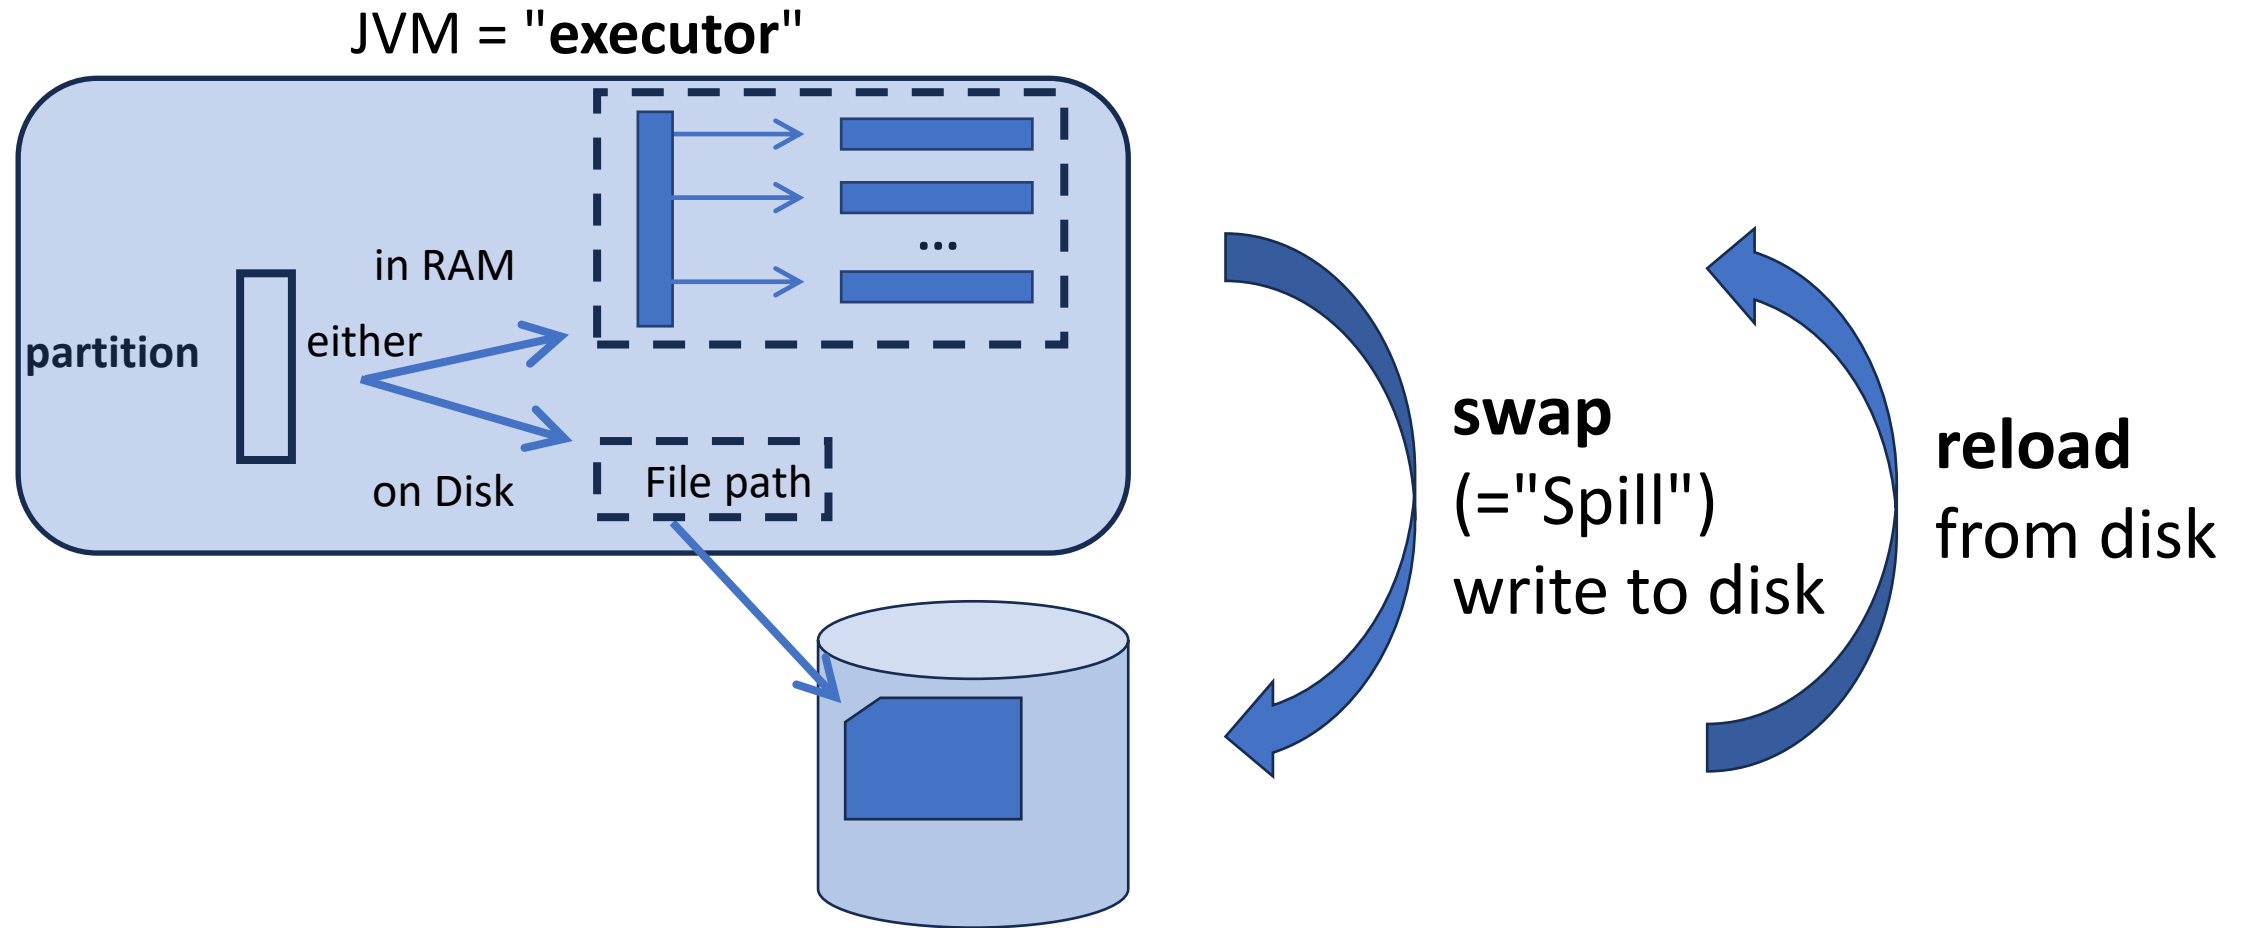 JVM = "executor"
in RAM
...
either
partition
on Disk
File path
swap
(="Spill")
write to disk
reload
from disk